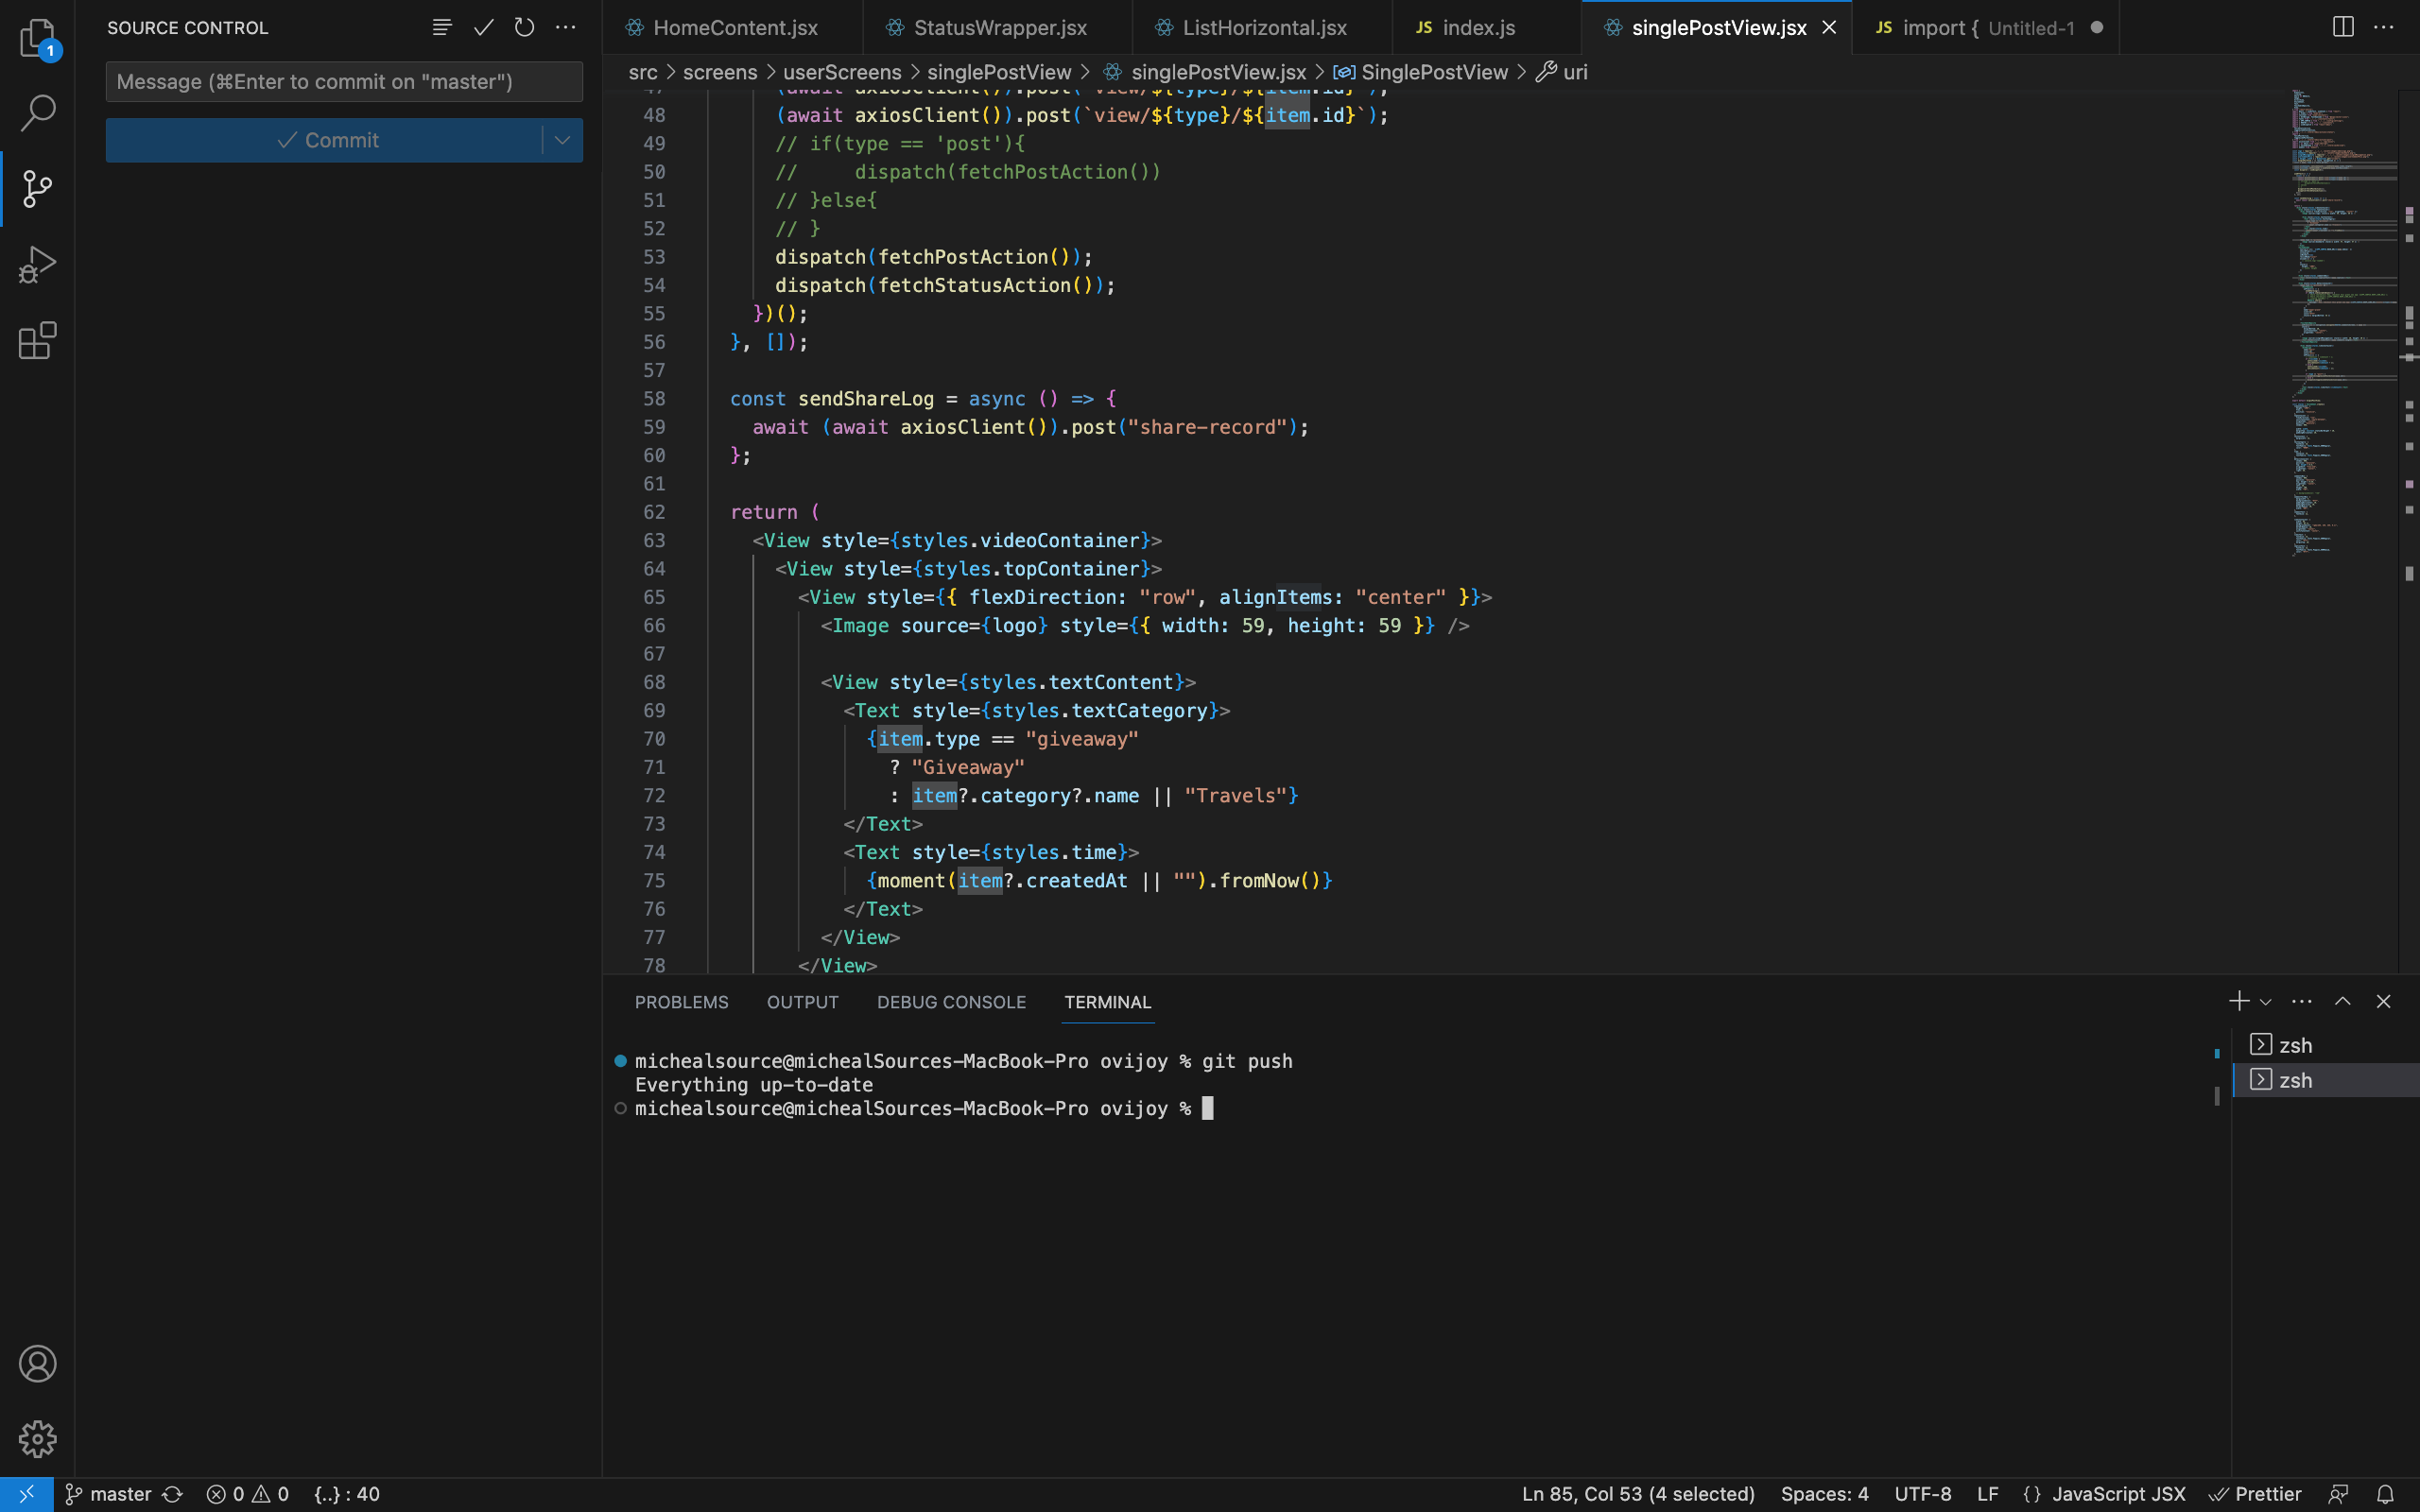 1
SOURCE CONTROL
Message (⌘Enter to commit on "master")
Commit
HomeContent.jsx
StatusWrapper.jsx
ListHorizontal.jsx
JS index.js
singlePostView.jsx
JS import { Untitled-1
src > screens > userScreens > singlePostView > singlePostView.jsx > SinglePostView > uri
47 (await axiosClient()).post(`view/${type}/${item.id}`);
48 (await axiosClient()).post(`view/${type}/${item.id}`);
49 // if(type == 'post'){
50 //     dispatch(fetchPostAction())
51 // }else{
52 // }
53 dispatch(fetchPostAction());
54 dispatch(fetchStatusAction());
55 })();
56 }, []);
57
58 const sendShareLog = async () => {
59 await (await axiosClient()).post("share-record");
60 };
61
62 return (
63 <View style={styles.videoContainer}>
64 <View style={styles.topContainer}>
65 <View style={{ flexDirection: "row", alignItems: "center" }}>
66 <Image source={logo} style={{ width: 59, height: 59 }} />
67
68 <View style={styles.textContent}>
69 <Text style={styles.textCategory}>
70 {item.type == "giveaway"
71 ? "Giveaway"
72 : item?.category?.name || "Travels"}
73 </Text>
74 <Text style={styles.time}>
75 {moment(item?.createdAt || "").fromNow()}
76 </Text>
77 </View>
78 </View>
PROBLEMS OUTPUT DEBUG CONSOLE TERMINAL
michealsource@michealSources-MacBook-Pro ovijoy % git push
Everything up-to-date
michealsource@michealSources-MacBook-Pro ovijoy %
zsh
zsh
master 0 0 {..} : 40
Ln 85, Col 53 (4 selected) Spaces: 4 UTF-8 LF {} JavaScript JSX Prettier